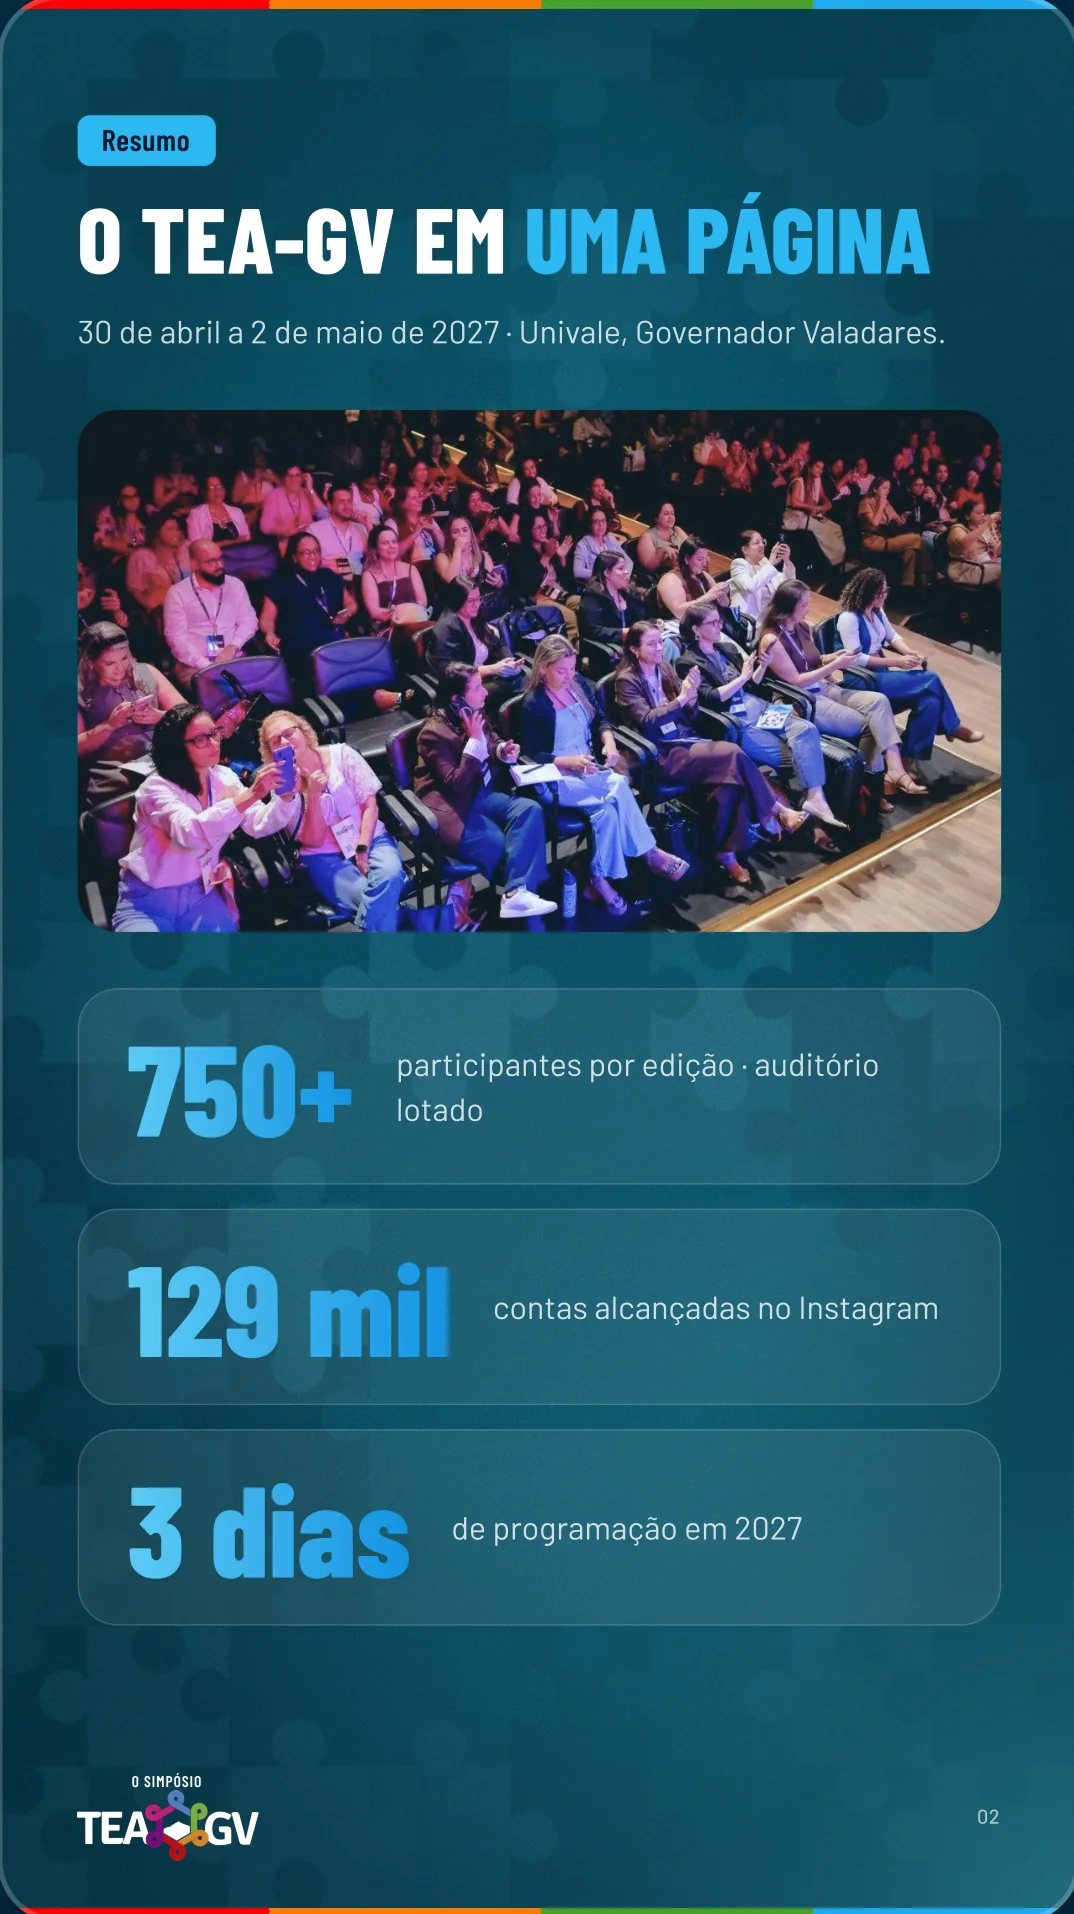 Resumo
O TEA-GV EM UMA PÁGINA
30 de abril a 2 de maio de 2027 · Univale, Governador Valadares.
750+
participantes por edição · auditório
lotado
129 mil
contas alcançadas no Instagram
3 dias
de programação em 2027
O SIMPÓSIO
TEA GV
02